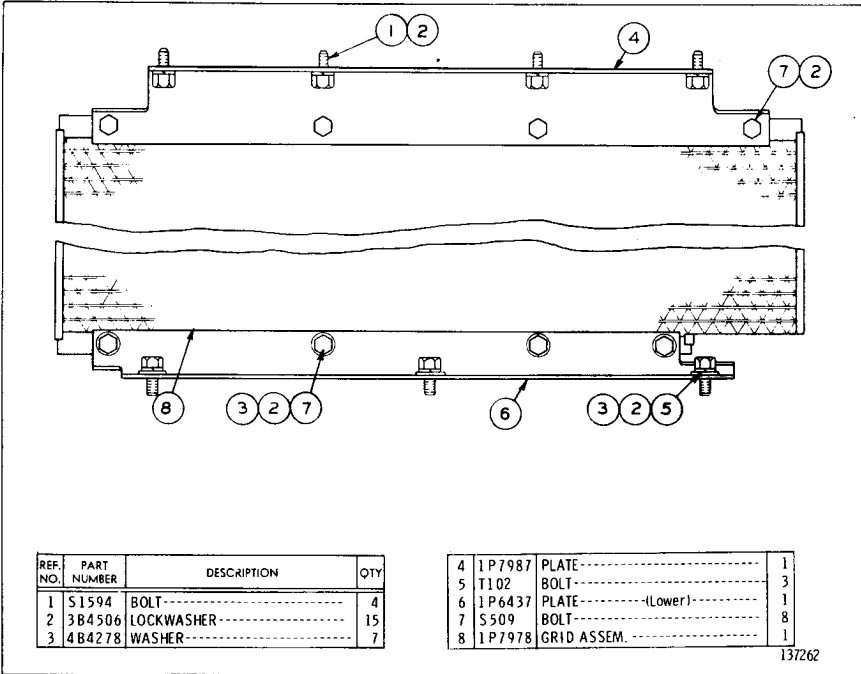 1 2
4
7 2
8
3 2 7
6
3 2 5
REF. NO. PART NUMBER DESCRIPTION QTY
1 S1594 BOLT 4
2 3B4506 LOCKWASHER 15
3 4B4278 WASHER 7
4 1P7987 PLATE 1
5 T102 BOLT 3
6 1P6437 PLATE (Lower) 1
7 S509 BOLT 8
8 1P7978 GRID ASSEM. 1
137262